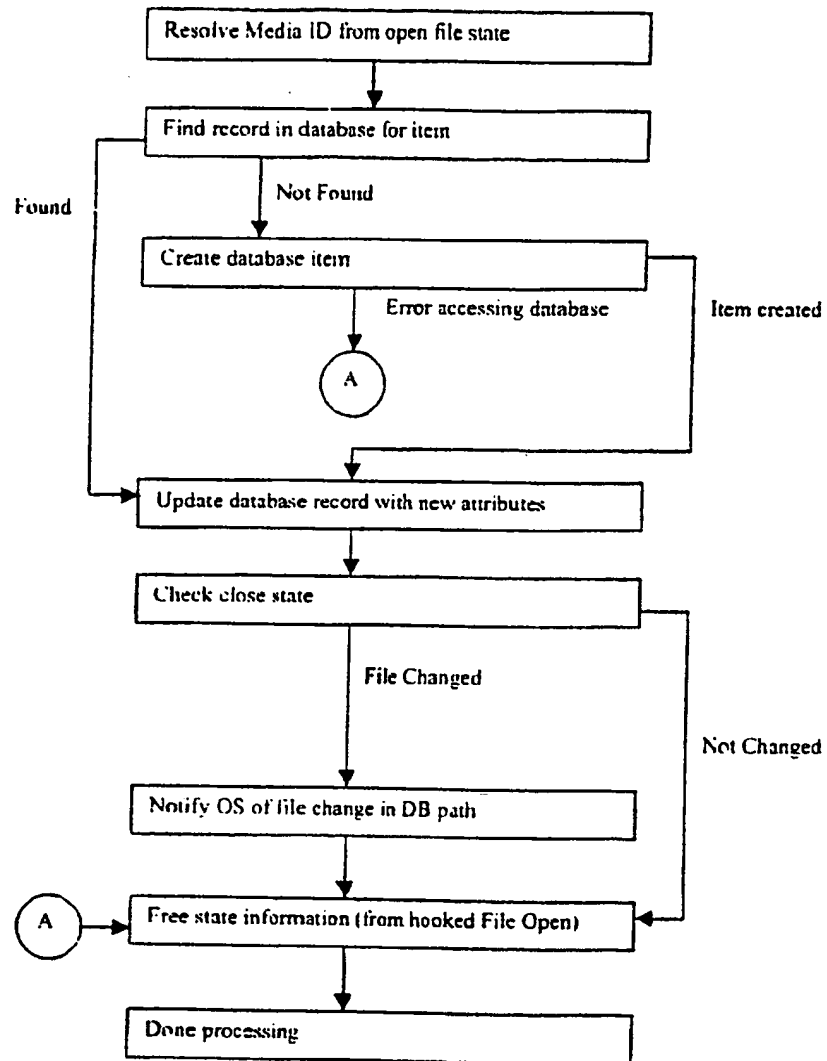 Resolve Media ID from open file state
Find record in database for item
Found
Not Found
Create database item
Error accessing database
Item created
A
Update database record with new attributes
Check close state
File Changed
Not Changed
Notify OS of file change in DB path
A
Free state information (from hooked File Open)
Done processing